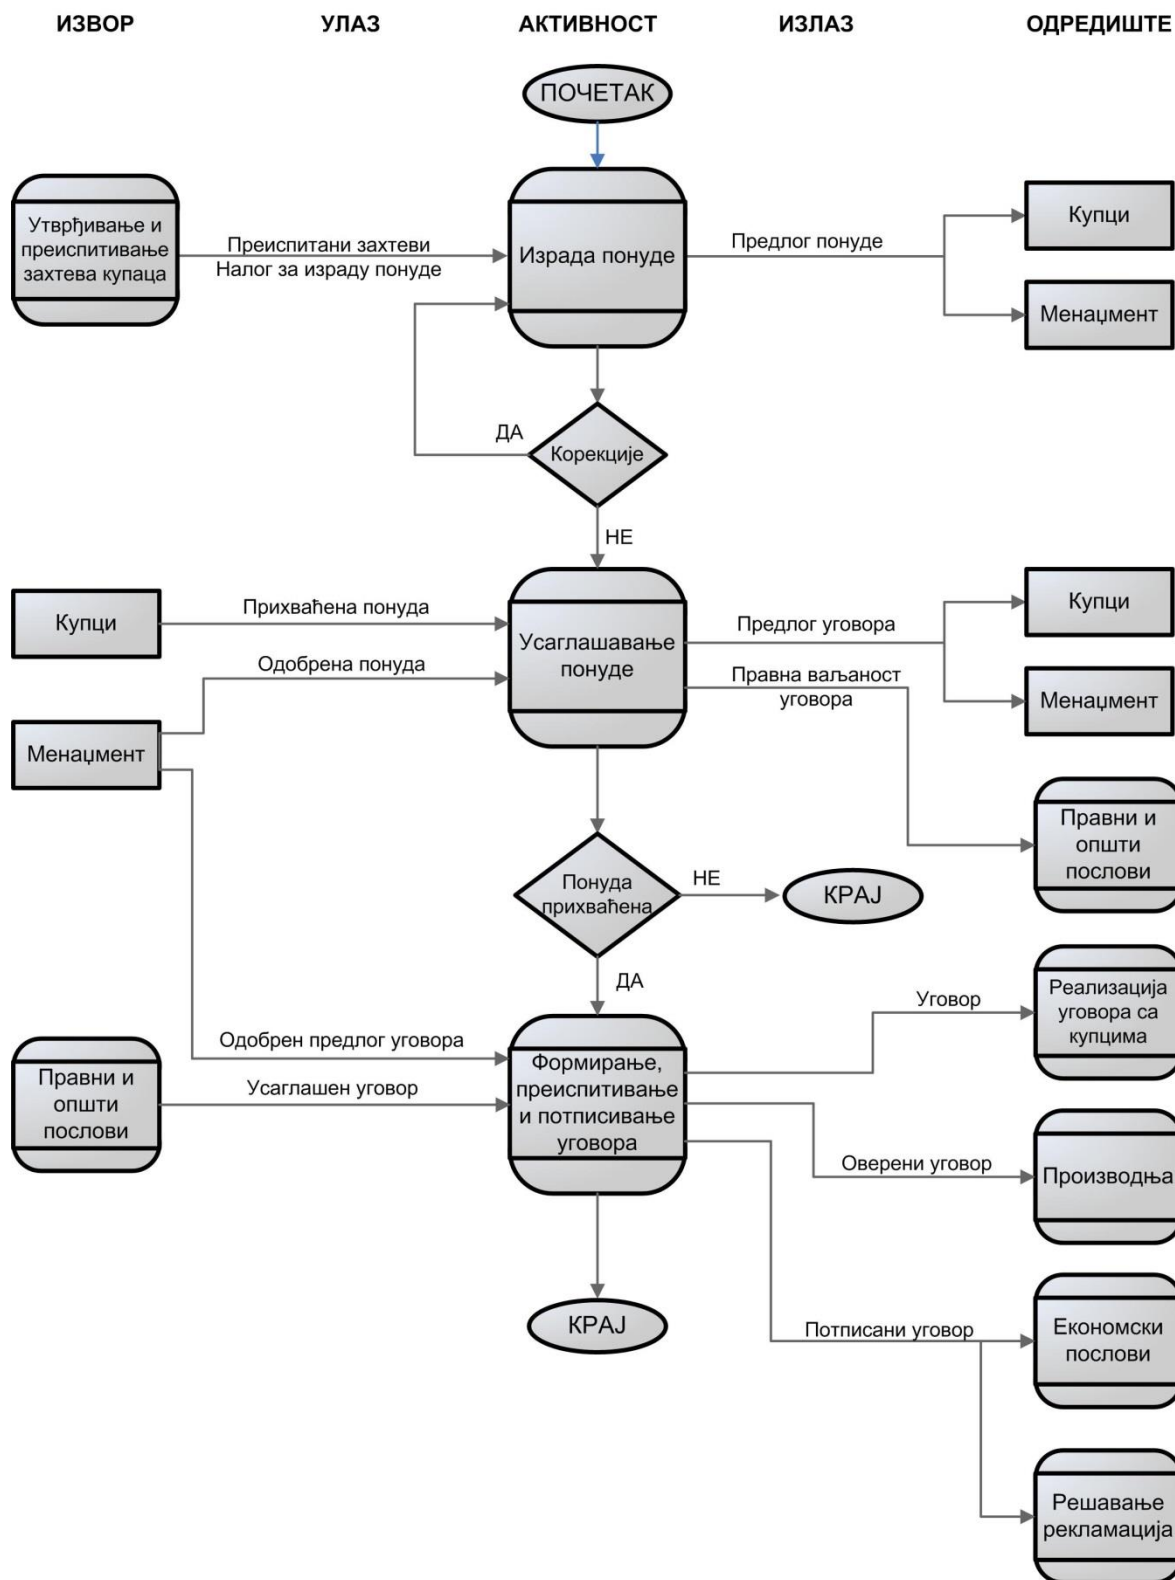 ИЗВОР УЛАЗ АКТИВНОСТ ИЗЛАЗ ОДРЕДИШТЕ
ПОЧЕТАК
Утврђивање и
преиспитивање
захтева купаца
Преиспитани захтеви
Налог за израду понуде
Израда понуде
Предлог понуде
Купци
Менаџмент
ДА
Корекције
НЕ
Купци
Прихваћена понуда
Одобрена понуда
Менаџмент
Усаглашавање
понуде
Предлог уговора
Правна ваљаност
уговора
Купци
Менаџмент
Правни и
општи
послови
Понуда
прихваћена
НЕ
КРАЈ
ДА
Одобрен предлог уговора
Правни и
општи
послови
Усаглашен уговор
Формирање,
преиспитивање
и потписивање
уговора
Уговор
Реализација
уговора са
купцима
Оверени уговор
Производња
КРАЈ
Потписани уговор
Економски
послови
Решавање
рекламација